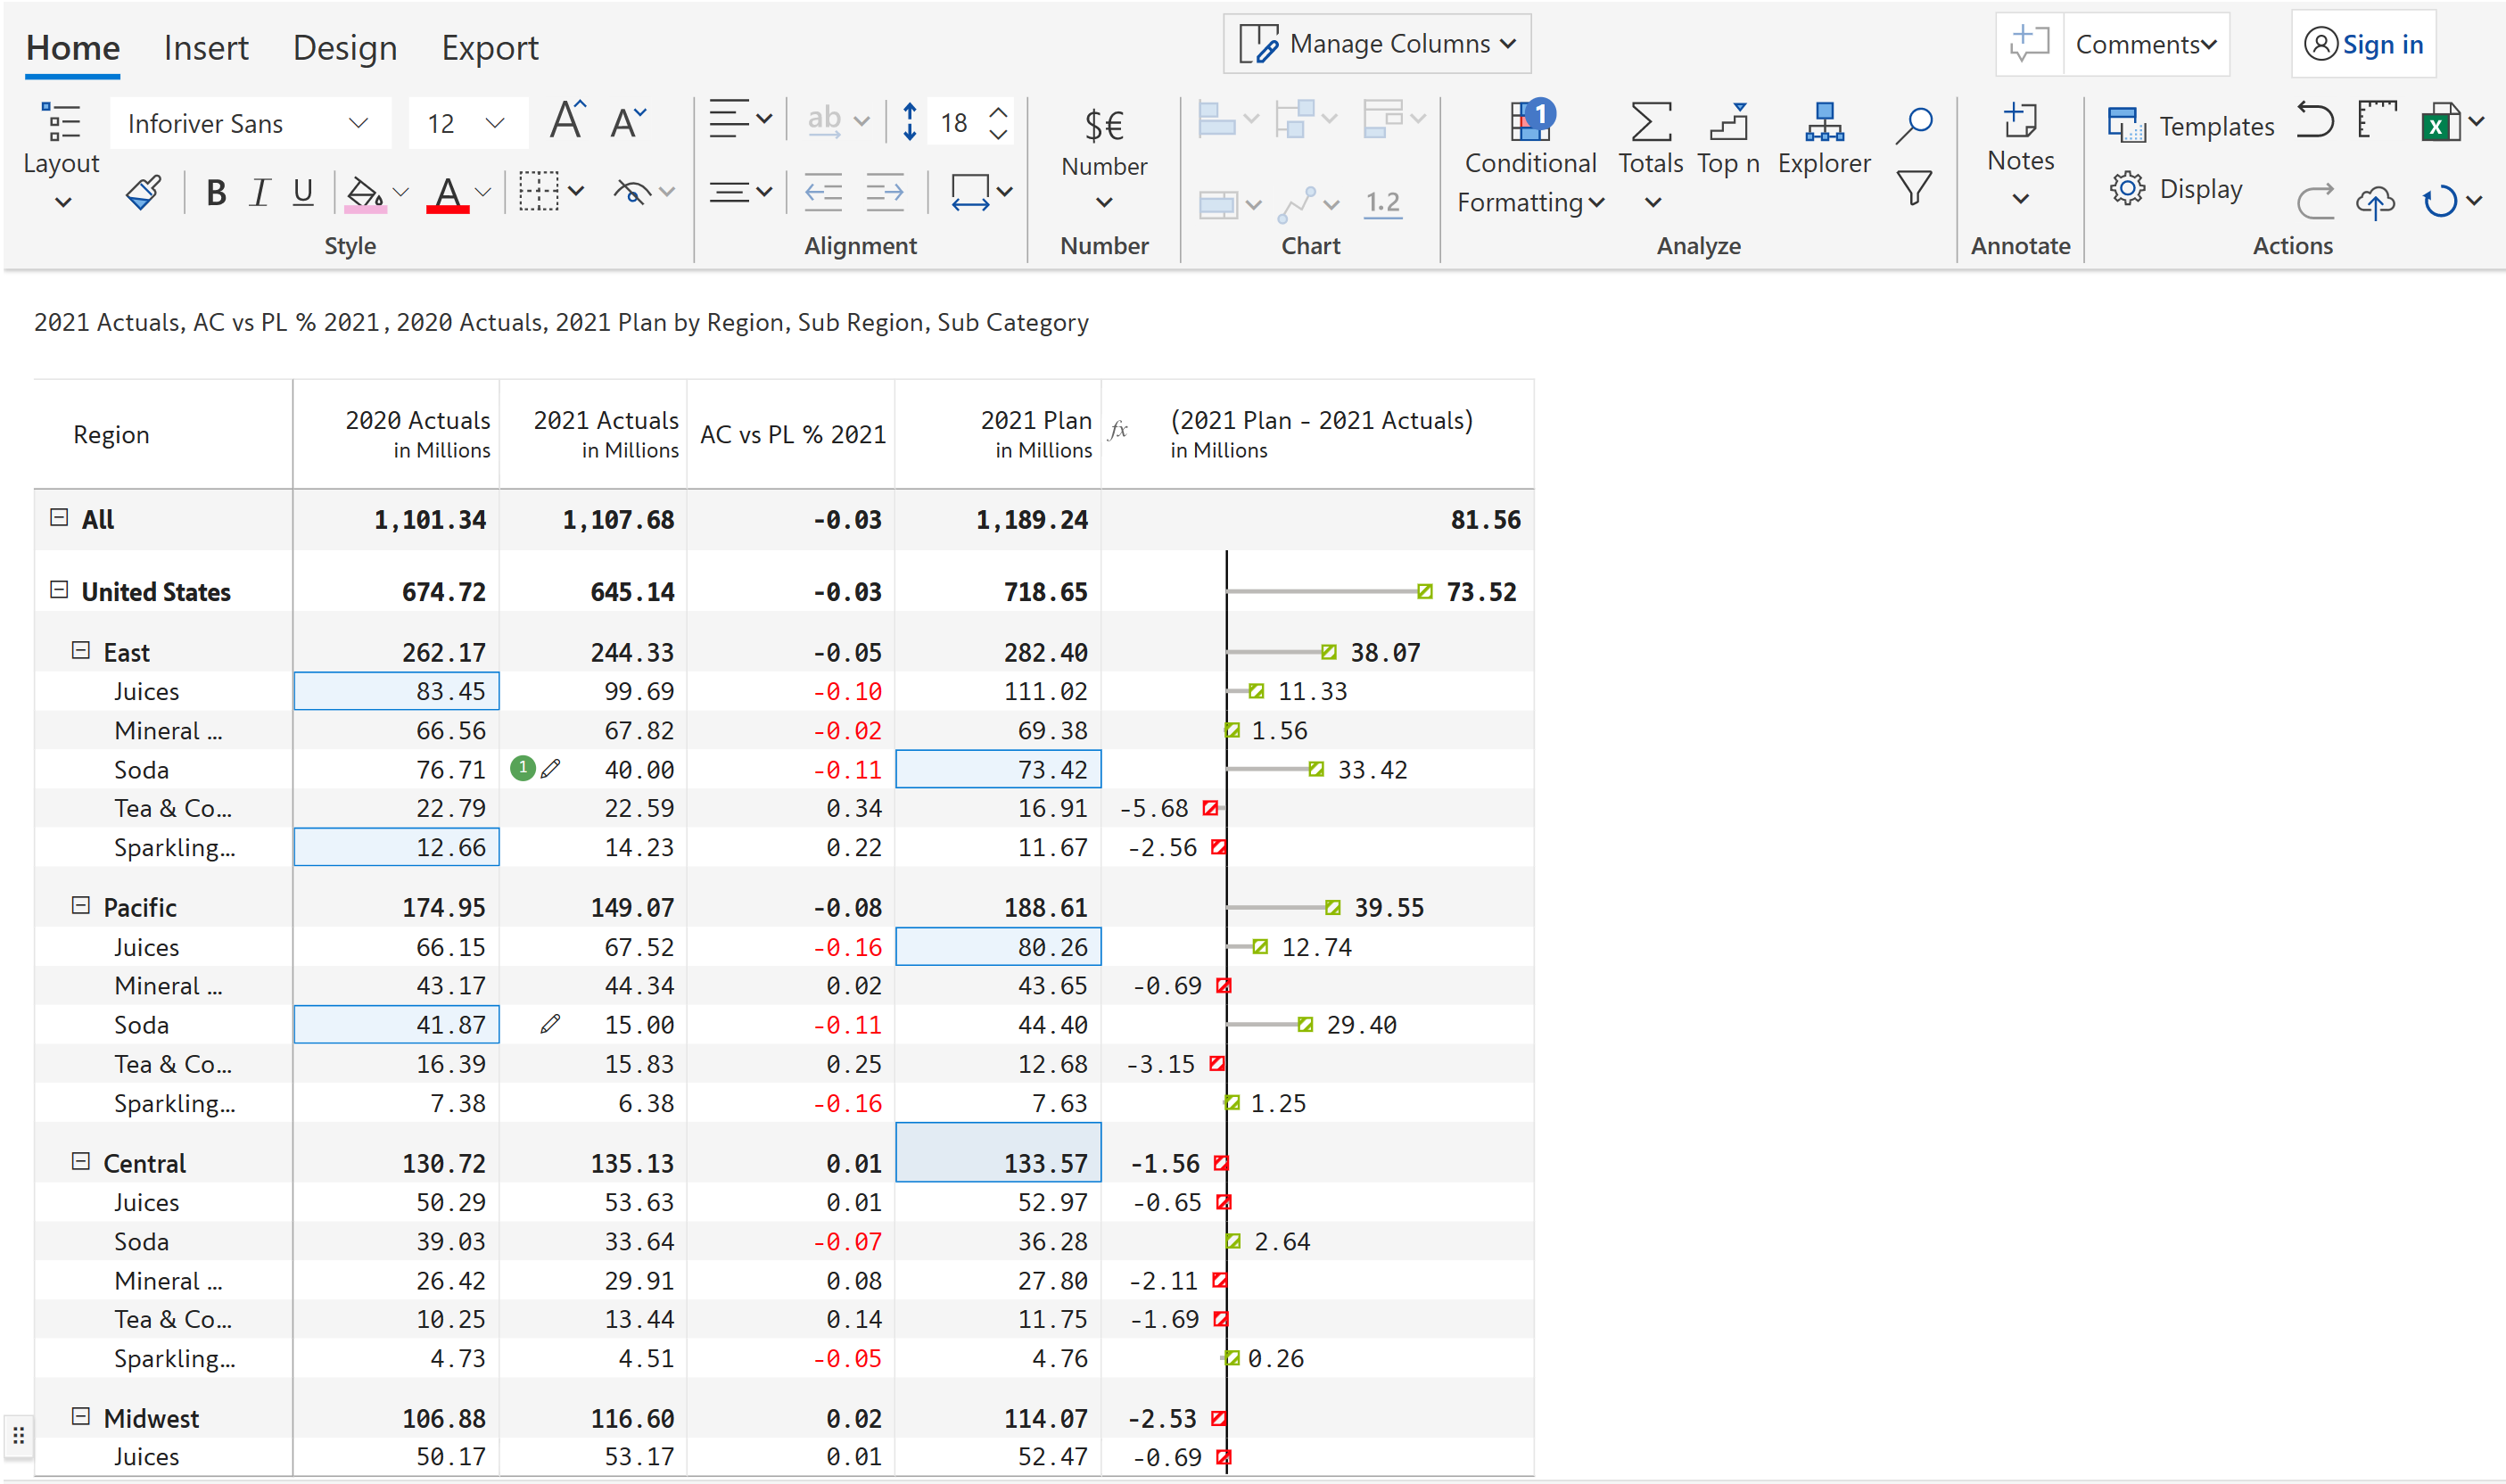 Home Insert Design Export Manage Columns Comments Sign in
Layout Inforiver Sans 12 A A ab 18 $€ Number 1 Conditional Formatting Totals Top n Explorer Notes Templates
B I U A 1.2 Display
Style Alignment Number Chart Analyze Annotate Actions
2021 Actuals, AC vs PL % 2021, 2020 Actuals, 2021 Plan by Region, Sub Region, Sub Category
Region 2020 Actuals in Millions 2021 Actuals in Millions AC vs PL % 2021 2021 Plan in Millions fx (2021 Plan - 2021 Actuals) in Millions
All 1,101.34 1,107.68 -0.03 1,189.24 81.56
United States 674.72 645.14 -0.03 718.65 73.52
East 262.17 244.33 -0.05 282.40 38.07
Juices 83.45 99.69 -0.10 111.02 11.33
Mineral ... 66.56 67.82 -0.02 69.38 1.56
Soda 76.71 1 40.00 -0.11 73.42 33.42
Tea & Co... 22.79 22.59 0.34 16.91 -5.68
Sparkling... 12.66 14.23 0.22 11.67 -2.56
Pacific 174.95 149.07 -0.08 188.61 39.55
Juices 66.15 67.52 -0.16 80.26 12.74
Mineral ... 43.17 44.34 0.02 43.65 -0.69
Soda 41.87 15.00 -0.11 44.40 29.40
Tea & Co... 16.39 15.83 0.25 12.68 -3.15
Sparkling... 7.38 6.38 -0.16 7.63 1.25
Central 130.72 135.13 0.01 133.57 -1.56
Juices 50.29 53.63 0.01 52.97 -0.65
Soda 39.03 33.64 -0.07 36.28 2.64
Mineral ... 26.42 29.91 0.08 27.80 -2.11
Tea & Co... 10.25 13.44 0.14 11.75 -1.69
Sparkling... 4.73 4.51 -0.05 4.76 0.26
Midwest 106.88 116.60 0.02 114.07 -2.53
Juices 50.17 53.17 0.01 52.47 -0.69